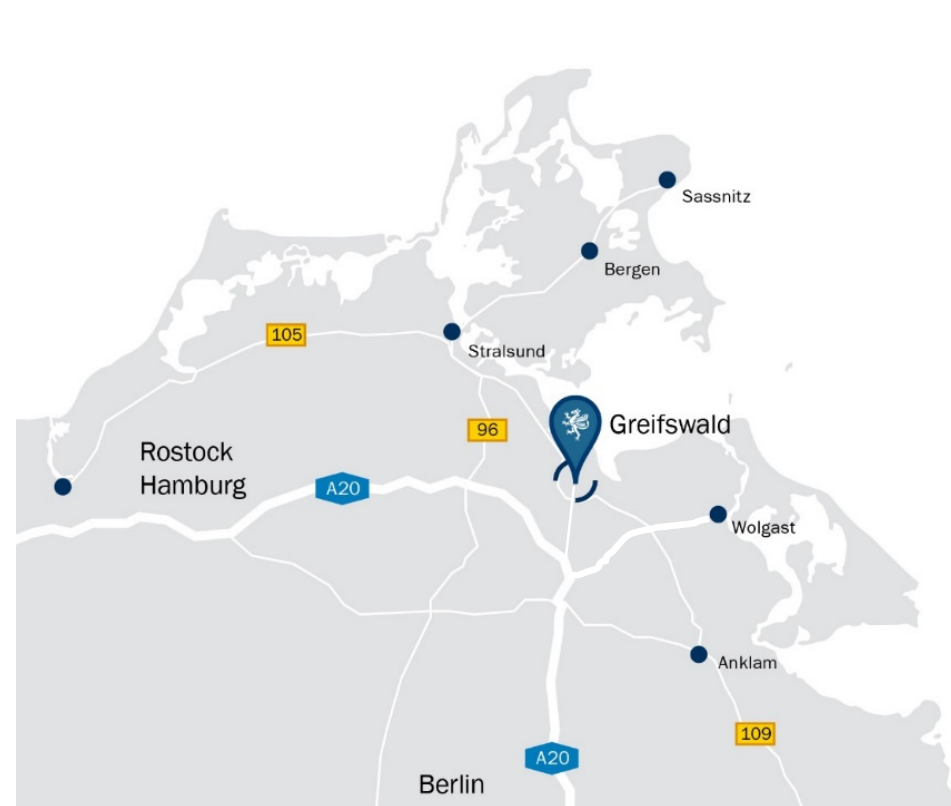 Sassnitz
Bergen
105
Stralsund
96
Greifswald
Rostock
Hamburg
A20
Wolgast
Anklam
109
A20
Berlin